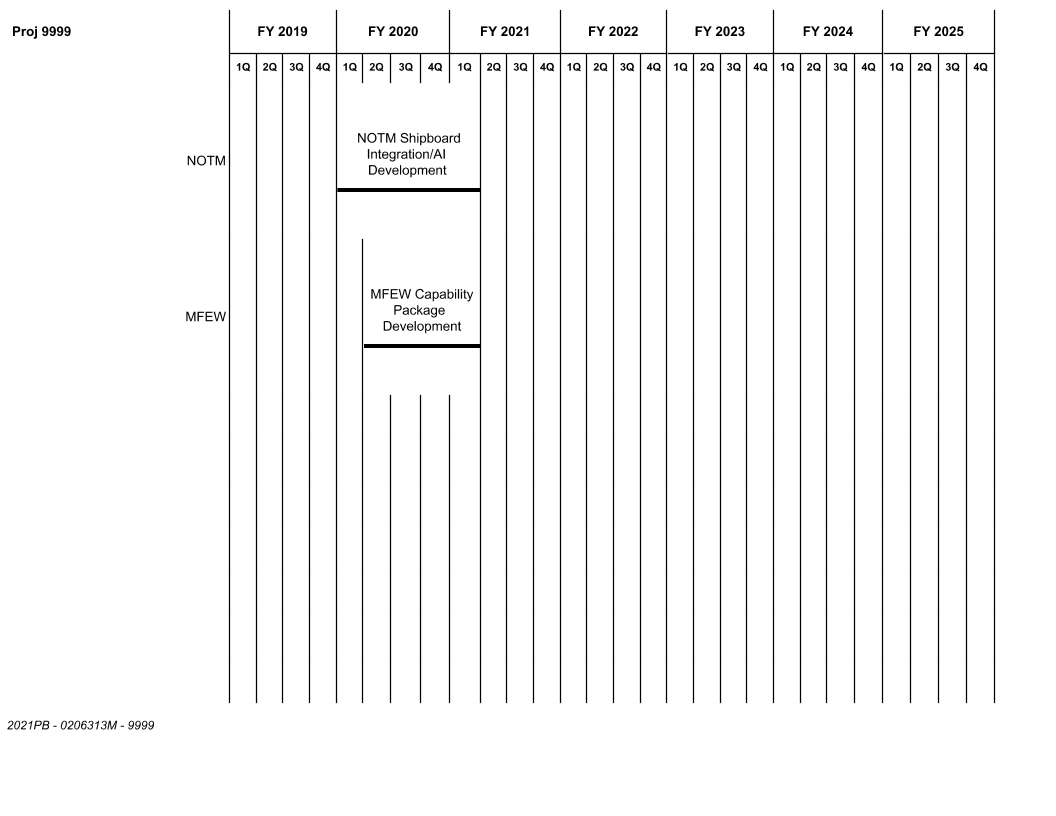 Proj 9999
FY 2019 FY 2020 FY 2021 FY 2022 FY 2023 FY 2024 FY 2025
1Q 2Q 3Q 4Q 1Q 2Q 3Q 4Q 1Q 2Q 3Q 4Q 1Q 2Q 3Q 4Q 1Q 2Q 3Q 4Q 1Q 2Q 3Q 4Q 1Q 2Q 3Q 4Q
NOTM
NOTM Shipboard
Integration/AI
Development
MFEW
MFEW Capability
Package
Development
2021PB - 0206313M - 9999